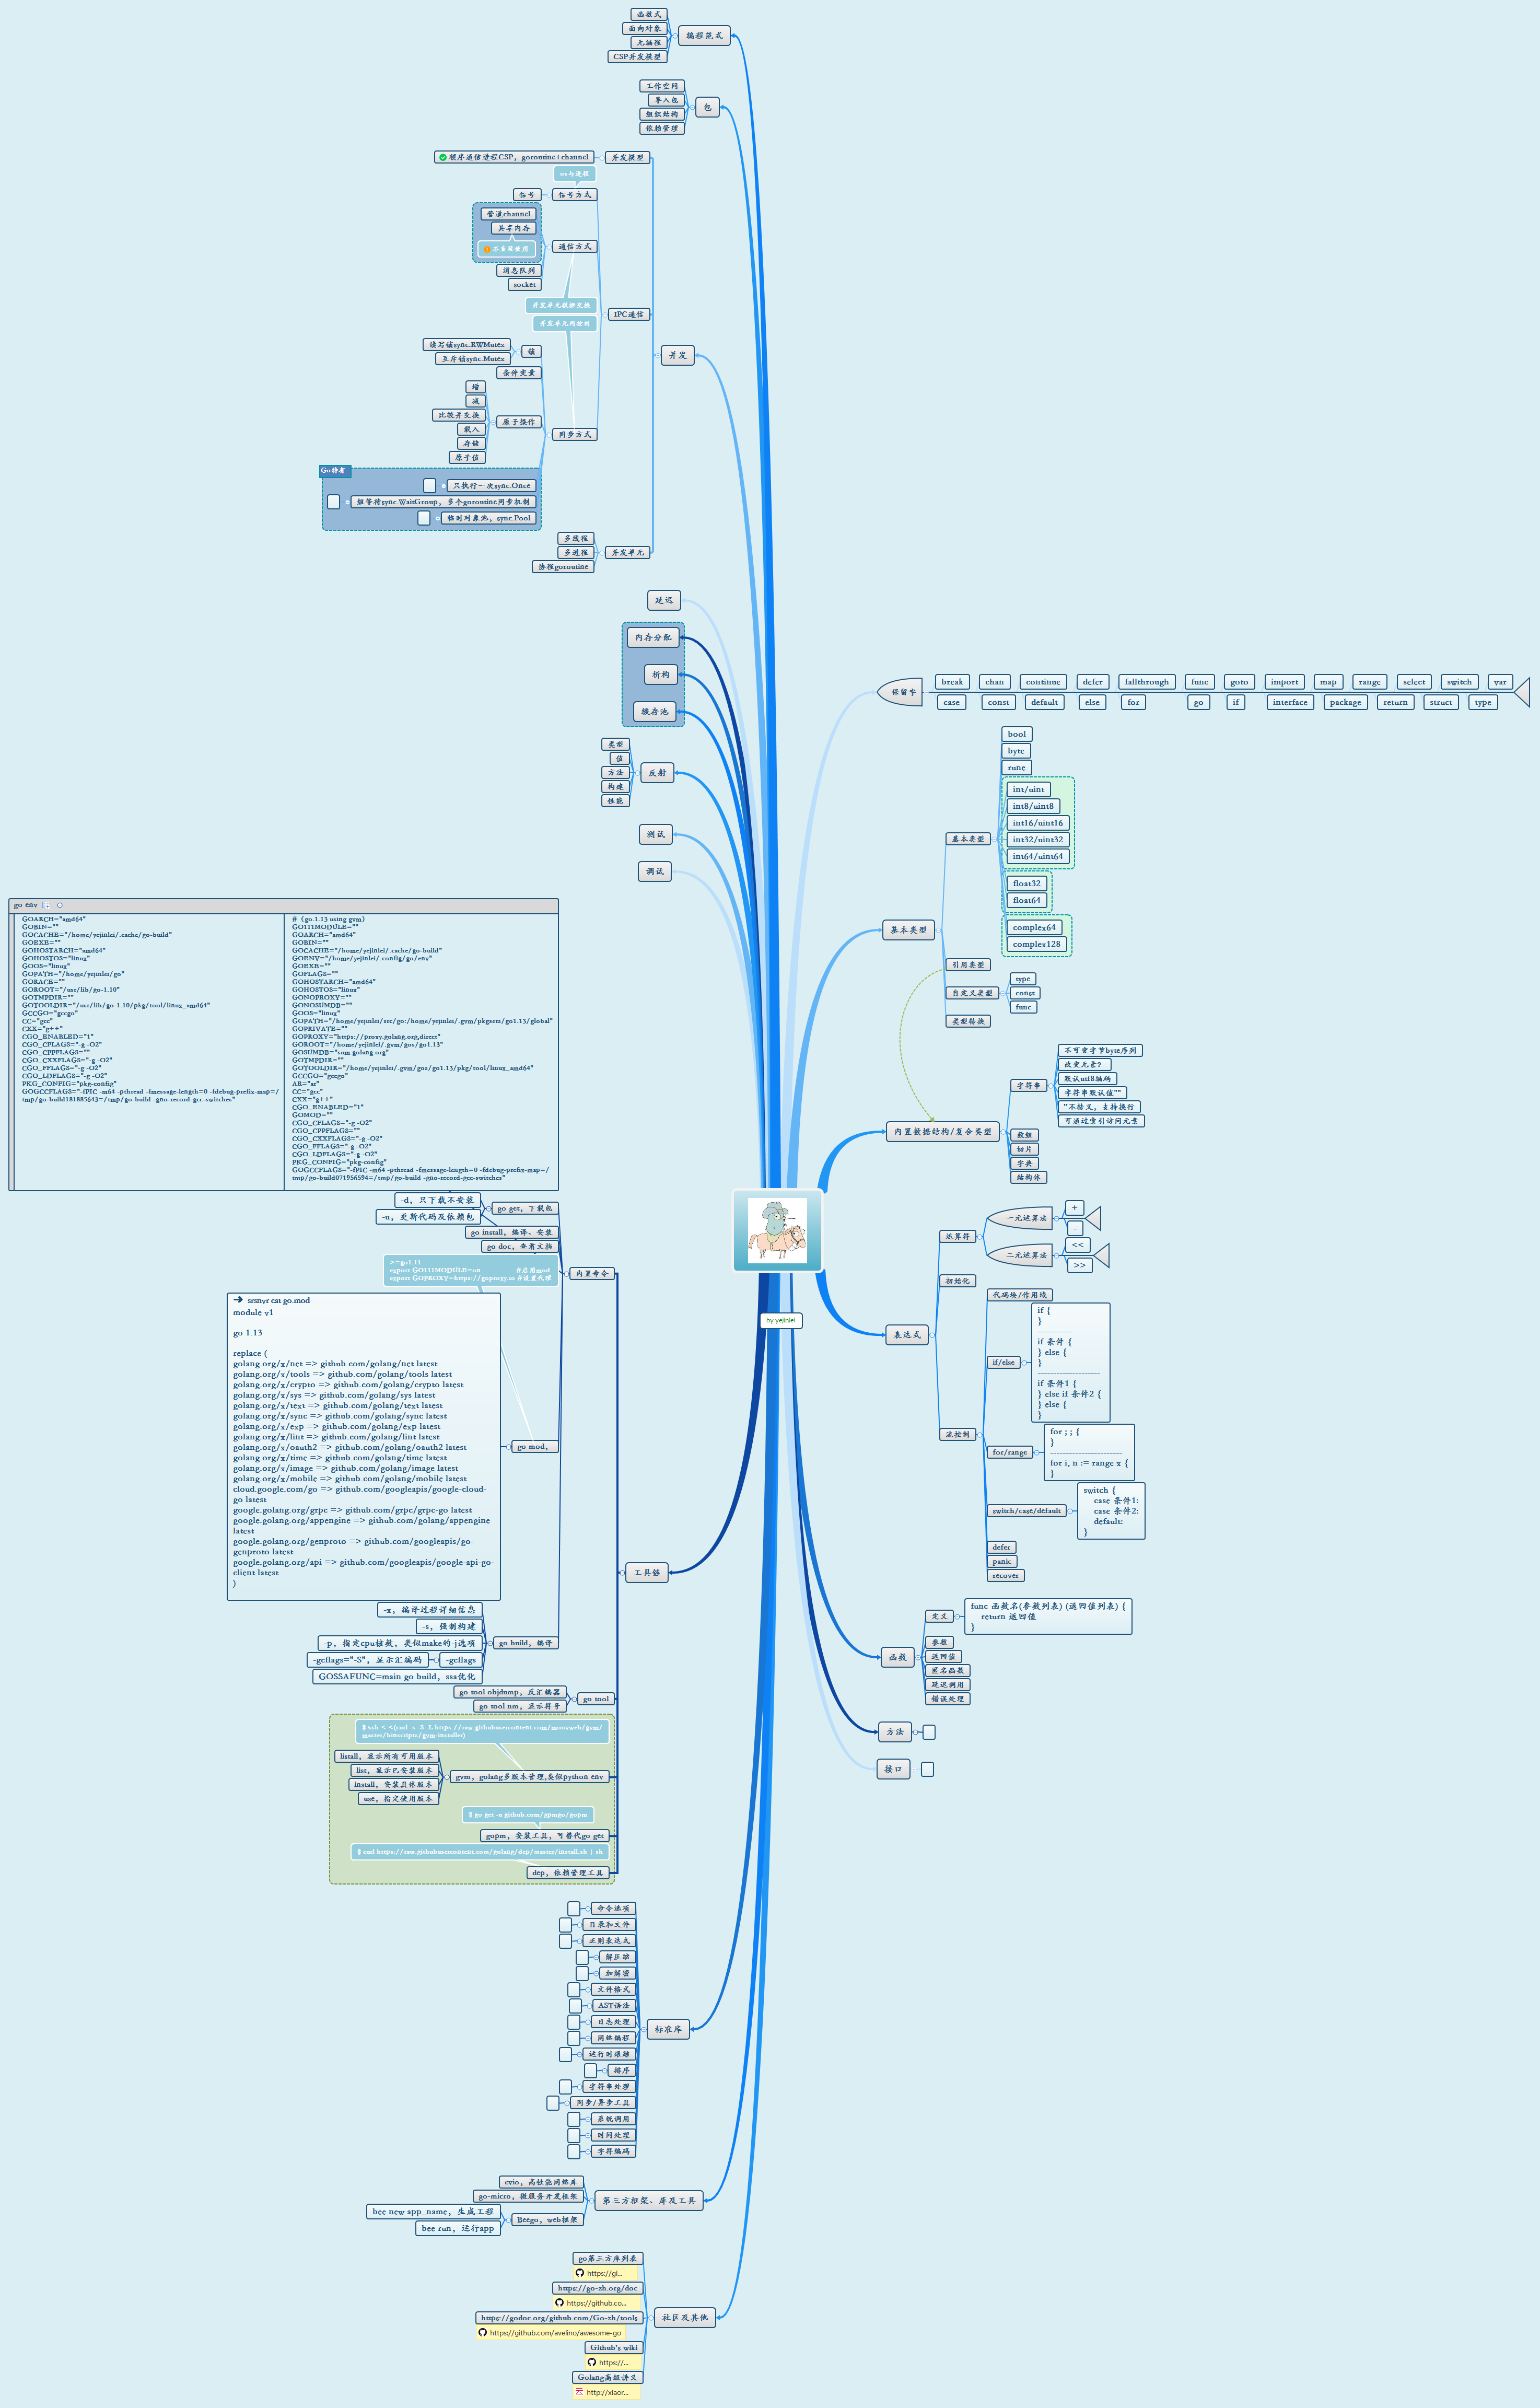 函数式
面向对象
元编程
CSP并发模型
编程范式
工作空间
导入包
组织结构
依赖管理
包
顺序通信进程CSP，goroutine+channel
并发模型
os与进程
信号
信号方式
管道channel
共享内存
不直接使用
消息队列
socket
通信方式
并发单元数据交换
并发单元间控制
IPC通信
读写锁sync.RWMutex
互斥锁sync.Mutex
锁
条件变量
增
减
比较并交换
载入
存储
原子值
原子操作
同步方式
Go特有
只执行一次sync.Once
组等待sync.WaitGroup，多个goroutine同步机制
临时对象池，sync.Pool
多线程
多进程
协程goroutine
并发单元
并发
延迟
内存分配
析构
缓存池
类型
值
方法
构建
性能
反射
测试
调试
go env
GOARCH="amd64"
GOBIN=""
GOCACHE="/home/yejinlei/.cache/go-build"
GOEXE=""
GOHOSTARCH="amd64"
GOHOSTOS="linux"
GOOS="linux"
GOPATH="/home/yejinlei/go"
GORACE=""
GOROOT="/usr/lib/go-1.10"
GOTMPDIR=""
GOTOOLDIR="/usr/lib/go-1.10/pkg/tool/linux_amd64"
GCCGO="gccgo"
CC="gcc"
CXX="g++"
CGO_ENABLED="1"
CGO_CFLAGS="-g -O2"
CGO_CPPFLAGS=""
CGO_CXXFLAGS="-g -O2"
CGO_FFLAGS="-g -O2"
CGO_LDFLAGS="-g -O2"
PKG_CONFIG="pkg-config"
GOGCCFLAGS="-fPIC -m64 -pthread -fmessage-length=0 -fdebug-prefix-map=/
tmp/go-build181885643=/tmp/go-build -gno-record-gcc-switches"
#（go.1.13 using gvm）
GO111MODULE=""
GOARCH="amd64"
GOBIN=""
GOCACHE="/home/yejinlei/.cache/go-build"
GOENV="/home/yejinlei/.config/go/env"
GOEXE=""
GOFLAGS=""
GOHOSTARCH="amd64"
GOHOSTOS="linux"
GONOPROXY=""
GONOSUMDB=""
GOOS="linux"
GOPATH="/home/yejinlei/src/go:/home/yejinlei/.gvm/pkgsets/go1.13/global"
GOPRIVATE=""
GOPROXY="https://proxy.golang.org,direct"
GOROOT="/home/yejinlei/.gvm/gos/go1.13"
GOSUMDB="sum.golang.org"
GOTMPDIR=""
GOTOOLDIR="/home/yejinlei/.gvm/gos/go1.13/pkg/tool/linux_amd64"
GCCGO="gccgo"
AR="ar"
CC="gcc"
CXX="g++"
CGO_ENABLED="1"
GOMOD=""
CGO_CFLAGS="-g -O2"
CGO_CPPFLAGS=""
CGO_CXXFLAGS="-g -O2"
CGO_FFLAGS="-g -O2"
CGO_LDFLAGS="-g -O2"
PKG_CONFIG="pkg-config"
GOGCCFLAGS="-fPIC -m64 -pthread -fmessage-length=0 -fdebug-prefix-map=/
tmp/go-build071956594=/tmp/go-build -gno-record-gcc-switches"
-d，只下载不安装
-u，更新代码及依赖包
go get，下载包
go install，编译、安装
go doc，查看文档
>=go1.11
export GO111MODULE=on #启用mod
export GOPROXY=https://goproxy.io #设置代理
内置命令
➜ srsnyr cat go.mod
module v1
go 1.13
replace (
golang.org/x/net => github.com/golang/net latest
golang.org/x/tools => github.com/golang/tools latest
golang.org/x/crypto => github.com/golang/crypto latest
golang.org/x/sys => github.com/golang/sys latest
golang.org/x/text => github.com/golang/text latest
golang.org/x/sync => github.com/golang/sync latest
golang.org/x/exp => github.com/golang/exp latest
golang.org/x/lint => github.com/golang/lint latest
golang.org/x/oauth2 => github.com/golang/oauth2 latest
golang.org/x/time => github.com/golang/time latest
golang.org/x/image => github.com/golang/image latest
golang.org/x/mobile => github.com/golang/mobile latest
cloud.google.com/go => github.com/googleapis/google-cloud-
go latest
google.golang.org/grpc => github.com/grpc/grpc-go latest
google.golang.org/appengine => github.com/golang/appengine
latest
google.golang.org/genproto => github.com/googleapis/go-
genproto latest
google.golang.org/api => github.com/googleapis/google-api-go-
client latest
)
go mod，
-x，编译过程详细信息
-s，强制构建
-p，指定cpu核数，类似make的-j选项
-gcflags="-S"，显示汇编码
-gcflags
GOSSAFUNC=main go build，ssa优化
go build，编译
工具链
go tool objdump，反汇编器
go tool nm，显示符号
go tool
$ zsh < <(curl -s -S -L https://raw.githubusercontent.com/moovweb/gvm/
master/binscripts/gvm-installer)
listall，显示所有可用版本
list，显示已安装版本
install，安装具体版本
use，指定使用版本
gvm，golang多版本管理,类似python env
$ go get -u github.com/gpmgo/gopm
gopm，安装工具，可替代go get
$ curl https://raw.githubusercontent.com/golang/dep/master/install.sh | sh
dep，依赖管理工具
命令选项
目录和文件
正则表达式
解压缩
加解密
文件格式
AST语法
日志处理
网络编程
运行时跟踪
排序
字符串处理
同步/异步工具
系统调用
时间处理
字符编码
标准库
evio，高性能网络库
go-micro，微服务开发框架
bee new app_name，生成工程
bee run，运行app
Beego，web框架
第三方框架、库及工具
go第三方库列表
https://gi...
https://go-zh.org/doc
https://github.co...
https://godoc.org/github.com/Go-zh/tools
https://github.com/avelino/awesome-go
Github's wiki
https://...
Golang高级讲义
http://xiaor...
社区及其他
by yejinlei
保留字
break
chan
continue
defer
fallthrough
func
goto
import
map
range
select
switch
var
case
const
default
else
for
go
if
interface
package
return
struct
type
bool
byte
rune
int/uint
int8/uint8
int16/uint16
int32/uint32
int64/uint64
float32
float64
complex64
complex128
基本类型
基本类型
引用类型
自定义类型
type
const
func
类型转换
字符串
不可变字节byte序列
改变元素？
默认utf8编码
字符串默认值""
"不转义，支持换行
可通过索引访问元素
内置数据结构/复合类型
数组
切片
字典
结构体
运算符
一元运算法
+
-
二元运算法
<<
>>
初始化
表达式
代码块/作用域
if {
}
------------
if 条件 {
} else {
}
----------------------
if 条件1 {
} else if 条件2 {
} else {
}
if/else
流控制
for/range
for ; ; {
}
-------------------------
for i, n := range x {
}
switch/case/default
switch {
case 条件1:
case 条件2:
default:
}
defer
panic
recover
定义
func 函数名(参数列表) (返回值列表) {
return 返回值
}
函数
参数
返回值
匿名函数
延迟调用
错误处理
方法
接口